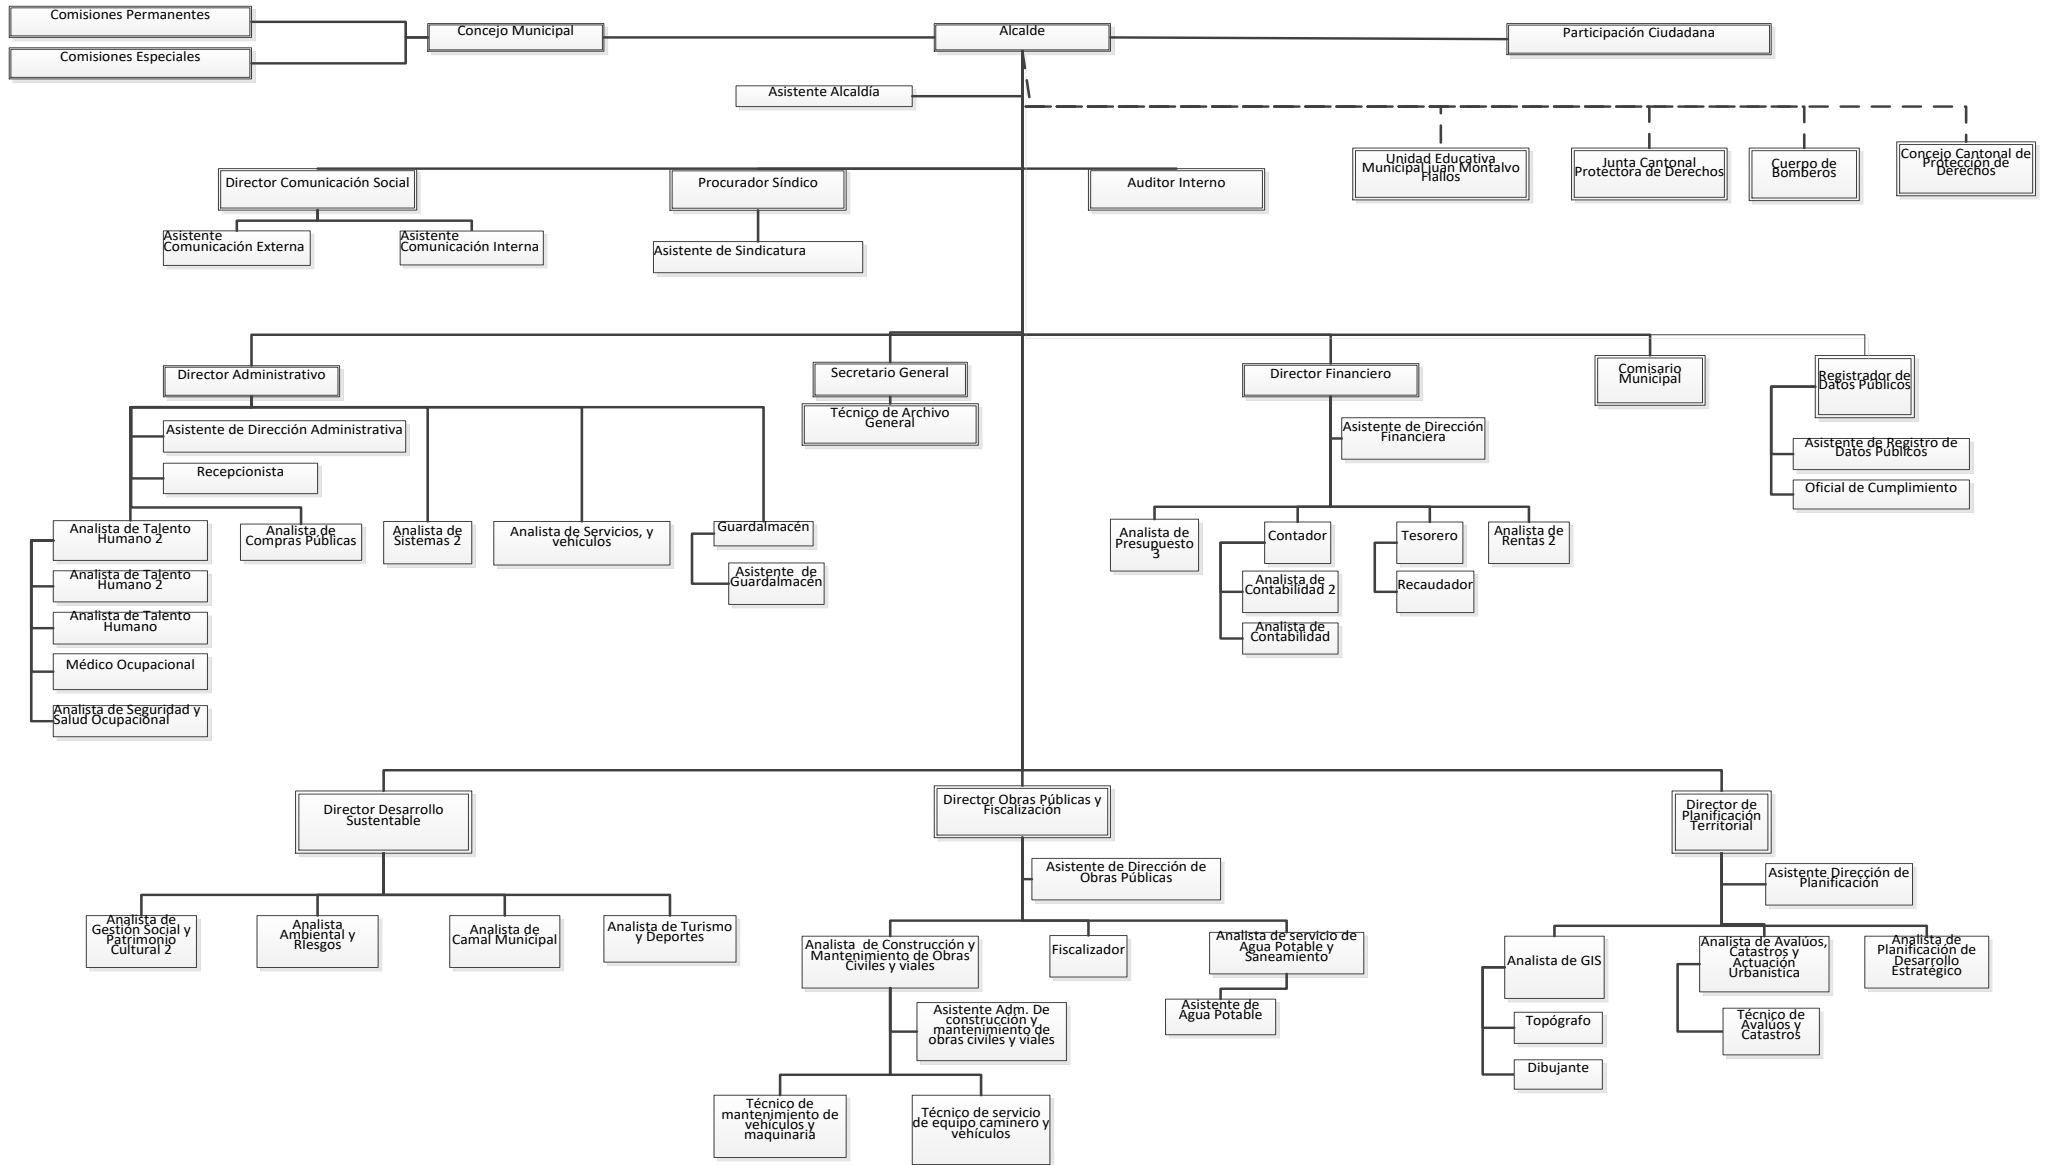 Comisiones Permanentes
Concejo Municipal
Alcalde
Participación Ciudadana
Comisiones Especiales
Asistente Alcaldía
Unidad Educativa
Municipal Juan Montalvo
Fiallos
Junta Cantonal
Protectora de Derechos
Cuerpo de
Bomberos
Concejo Cantonal de
Protección de
Derechos
Director Comunicación Social
Procurador Síndico
Auditor Interno
Asistente
Comunicación Externa
Asistente
Comunicación Interna
Asistente de Sindicatura
Director Administrativo
Secretario General
Director Financiero
Comisario
Municipal
Registrador de
Datos Públicos
Técnico de Archivo
General
Asistente de Dirección Administrativa
Asistente de Dirección
Financiera
Asistente de Registro de
Datos Públicos
Recepcionista
Oficial de Cumplimiento
Analista de Talento
Humano 2
Analista de
Compras Públicas
Analista de
Sistemas 2
Analista de Servicios, y
vehículos
Guardalmacén
Asistente de
Guardalmacén
Analista de
Presupuesto
3
Contador
Tesorero
Analista de
Rentas 2
Analista de Talento
Humano 2
Analista de
Contabilidad 2
Recaudador
Analista de Talento
Humano
Analista de
Contabilidad
Médico Ocupacional
Analista de Seguridad y
Salud Ocupacional
Director Desarrollo
Sustentable
Director Obras Públicas y
Fiscalización
Director de
Planificación
Territorial
Asistente de Dirección de
Obras Públicas
Asistente Dirección de
Planificación
Analista de
Gestión Social y
Patrimonio
Cultural 2
Analista
Ambiental y
RIesgos
Analista de
Camal Municipal
Analista de Turismo
y Deportes
Analista de Construcción y
Mantenimiento de Obras
Civiles y viales
Fiscalizador
Analista de servicio de
Agua Potable y
Saneamiento
Analista de GIS
Analista de Avalúos,
Catastros y
Actuación
Urbanística
Analista de
Planificación de
Desarrollo
Estratégico
Asistente Adm. De
construcción y
mantenimiento de
obras civiles y viales
Asistente de
Agua Potable
Topógrafo
Técnico de
Avalúos y
Catastros
Dibujante
Técnico de
mantenimiento de
vehículos y
maquinaria
Técnico de servicio
de equipo caminero y
vehículos